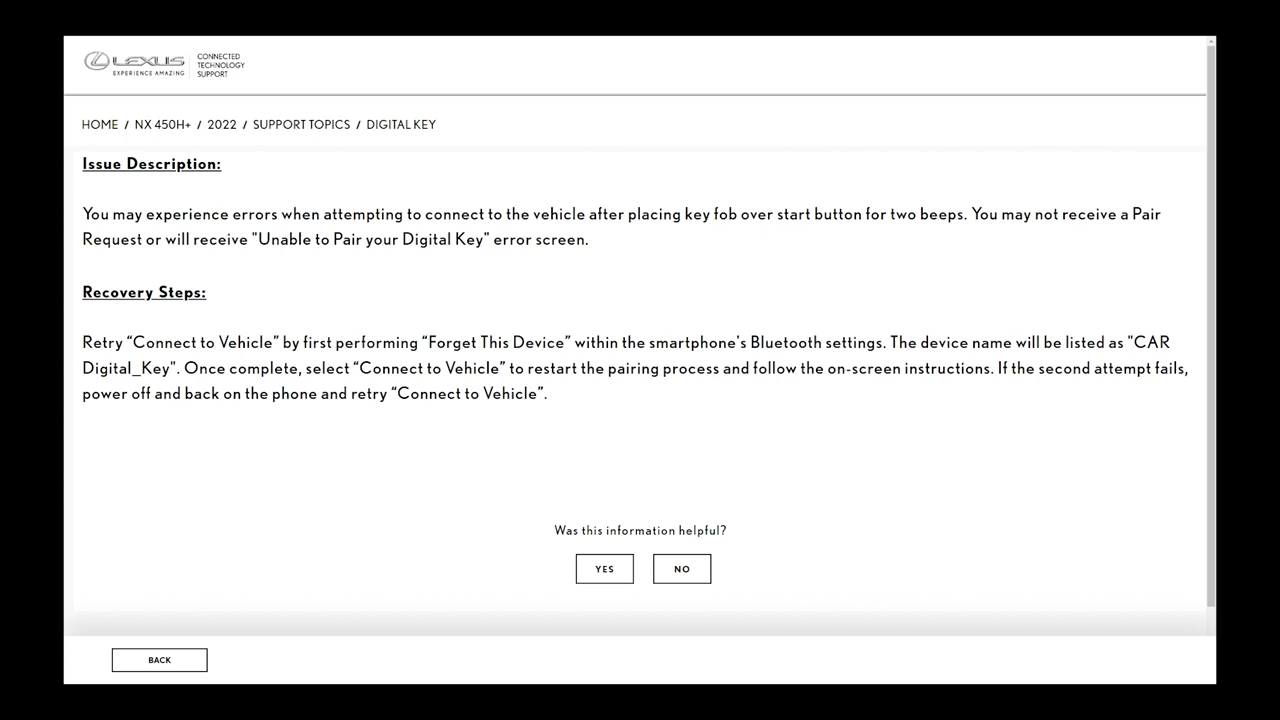 LEXUS
EXPERIENCE AMAZING
CONNECTED
TECHNOLOGY
SUPPORT
HOME / NX 450H+ / 2022 / SUPPORT TOPICS / DIGITAL KEY
Issue Description:
You may experience errors when attempting to connect to the vehicle after placing key fob over start button for two beeps. You may not receive a Pair
Request or will receive "Unable to Pair your Digital Key" error screen.
Recovery Steps:
Retry “Connect to Vehicle” by first performing “Forget This Device” within the smartphone's Bluetooth settings. The device name will be listed as "CAR
Digital_Key". Once complete, select “Connect to Vehicle” to restart the pairing process and follow the on-screen instructions. If the second attempt fails,
power off and back on the phone and retry “Connect to Vehicle”.
Was this information helpful?
YES NO
BACK